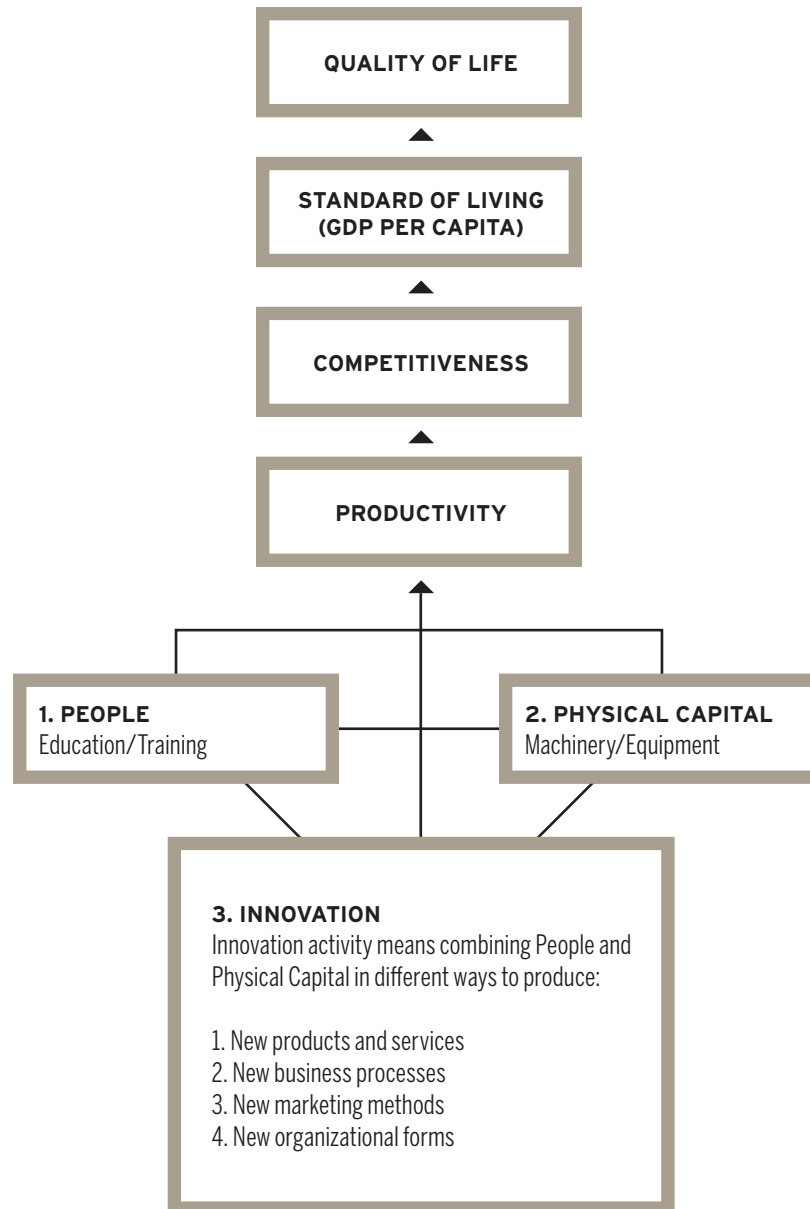 QUALITY OF LIFE
STANDARD OF LIVING
(GDP PER CAPITA)
COMPETITIVENESS
PRODUCTIVITY
1. PEOPLE
Education/Training
2. PHYSICAL CAPITAL
Machinery/Equipment
3. INNOVATION
Innovation activity means combining People and
Physical Capital in different ways to produce:
1. New products and services
2. New business processes
3. New marketing methods
4. New organizational forms